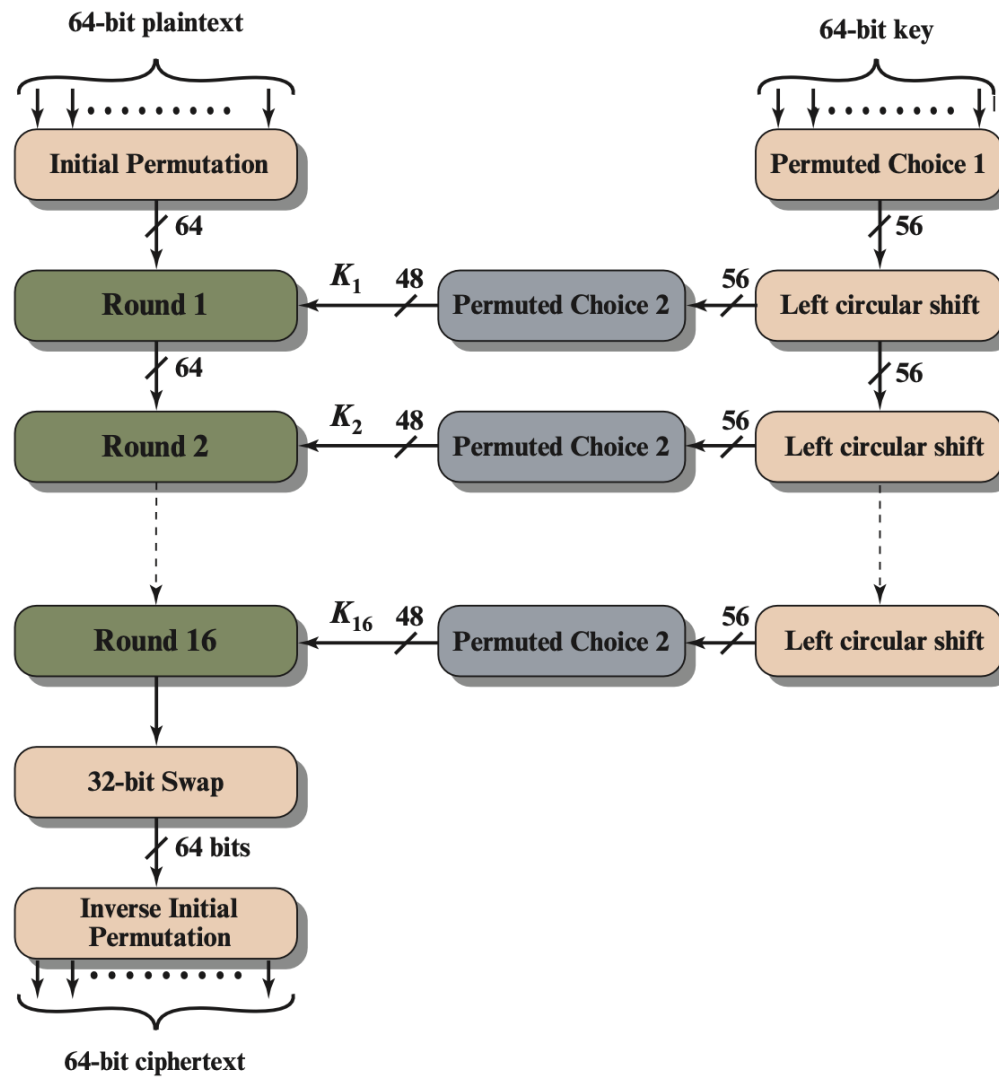 64-bit plaintext
64-bit key
Initial Permutation
Permuted Choice 1
64
56
Round 1
K1
48
Permuted Choice 2
56
Left circular shift
64
56
Round 2
K2
48
Permuted Choice 2
56
Left circular shift
Round 16
K16
48
Permuted Choice 2
56
Left circular shift
32-bit Swap
64 bits
Inverse Initial
Permutation
64-bit ciphertext